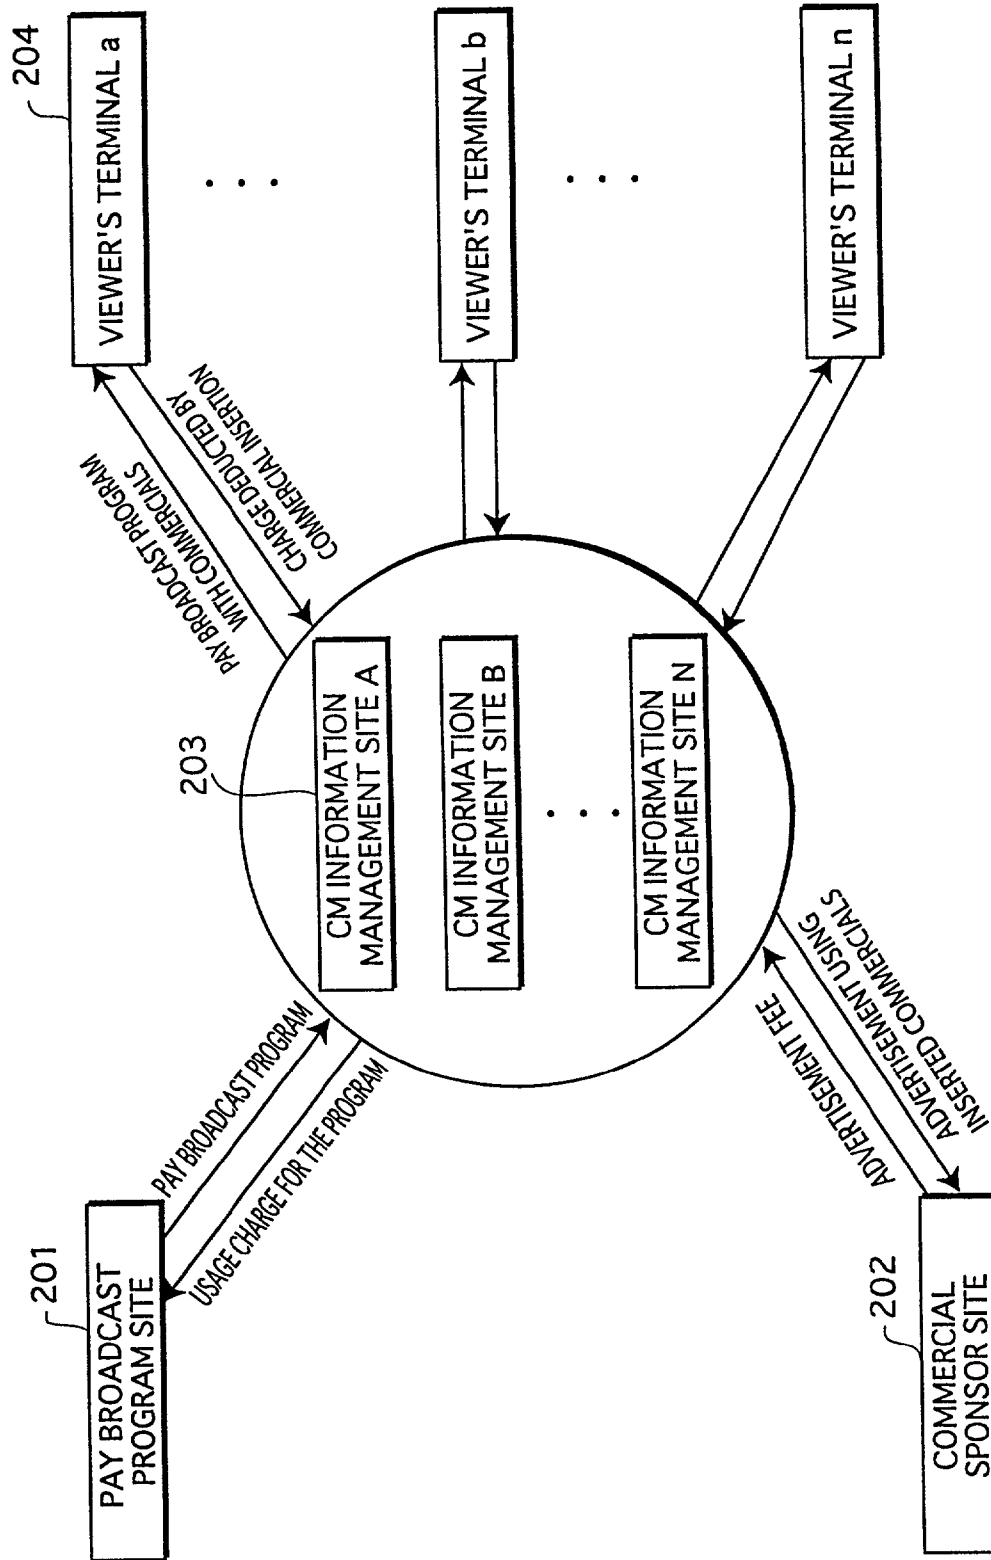 201
PAY BROADCAST
PROGRAM SITE
PAY BROADCAST PROGRAM
USAGE CHARGE FOR THE PROGRAM
202
COMMERCIAL
SPONSOR SITE
ADVERTISEMENT FEE
ADVERTISEMENT USING
INSERTED COMMERCIALS
203
CM INFORMATION
MANAGEMENT SITE A
CM INFORMATION
MANAGEMENT SITE B
. . .
CM INFORMATION
MANAGEMENT SITE N
PAY BROADCAST PROGRAM
WITH COMMERCIALS
CHARGE DEDUCTED BY
COMMERCIAL INSERTION
204
VIEWER'S TERMINAL a
. . .
VIEWER'S TERMINAL b
. . .
VIEWER'S TERMINAL n